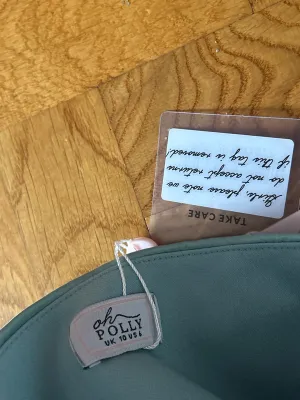 TAKE CARE
Girls, please note we
do not accept returns
if this tag is removed!
oh
POLLY
UK 10 US 6